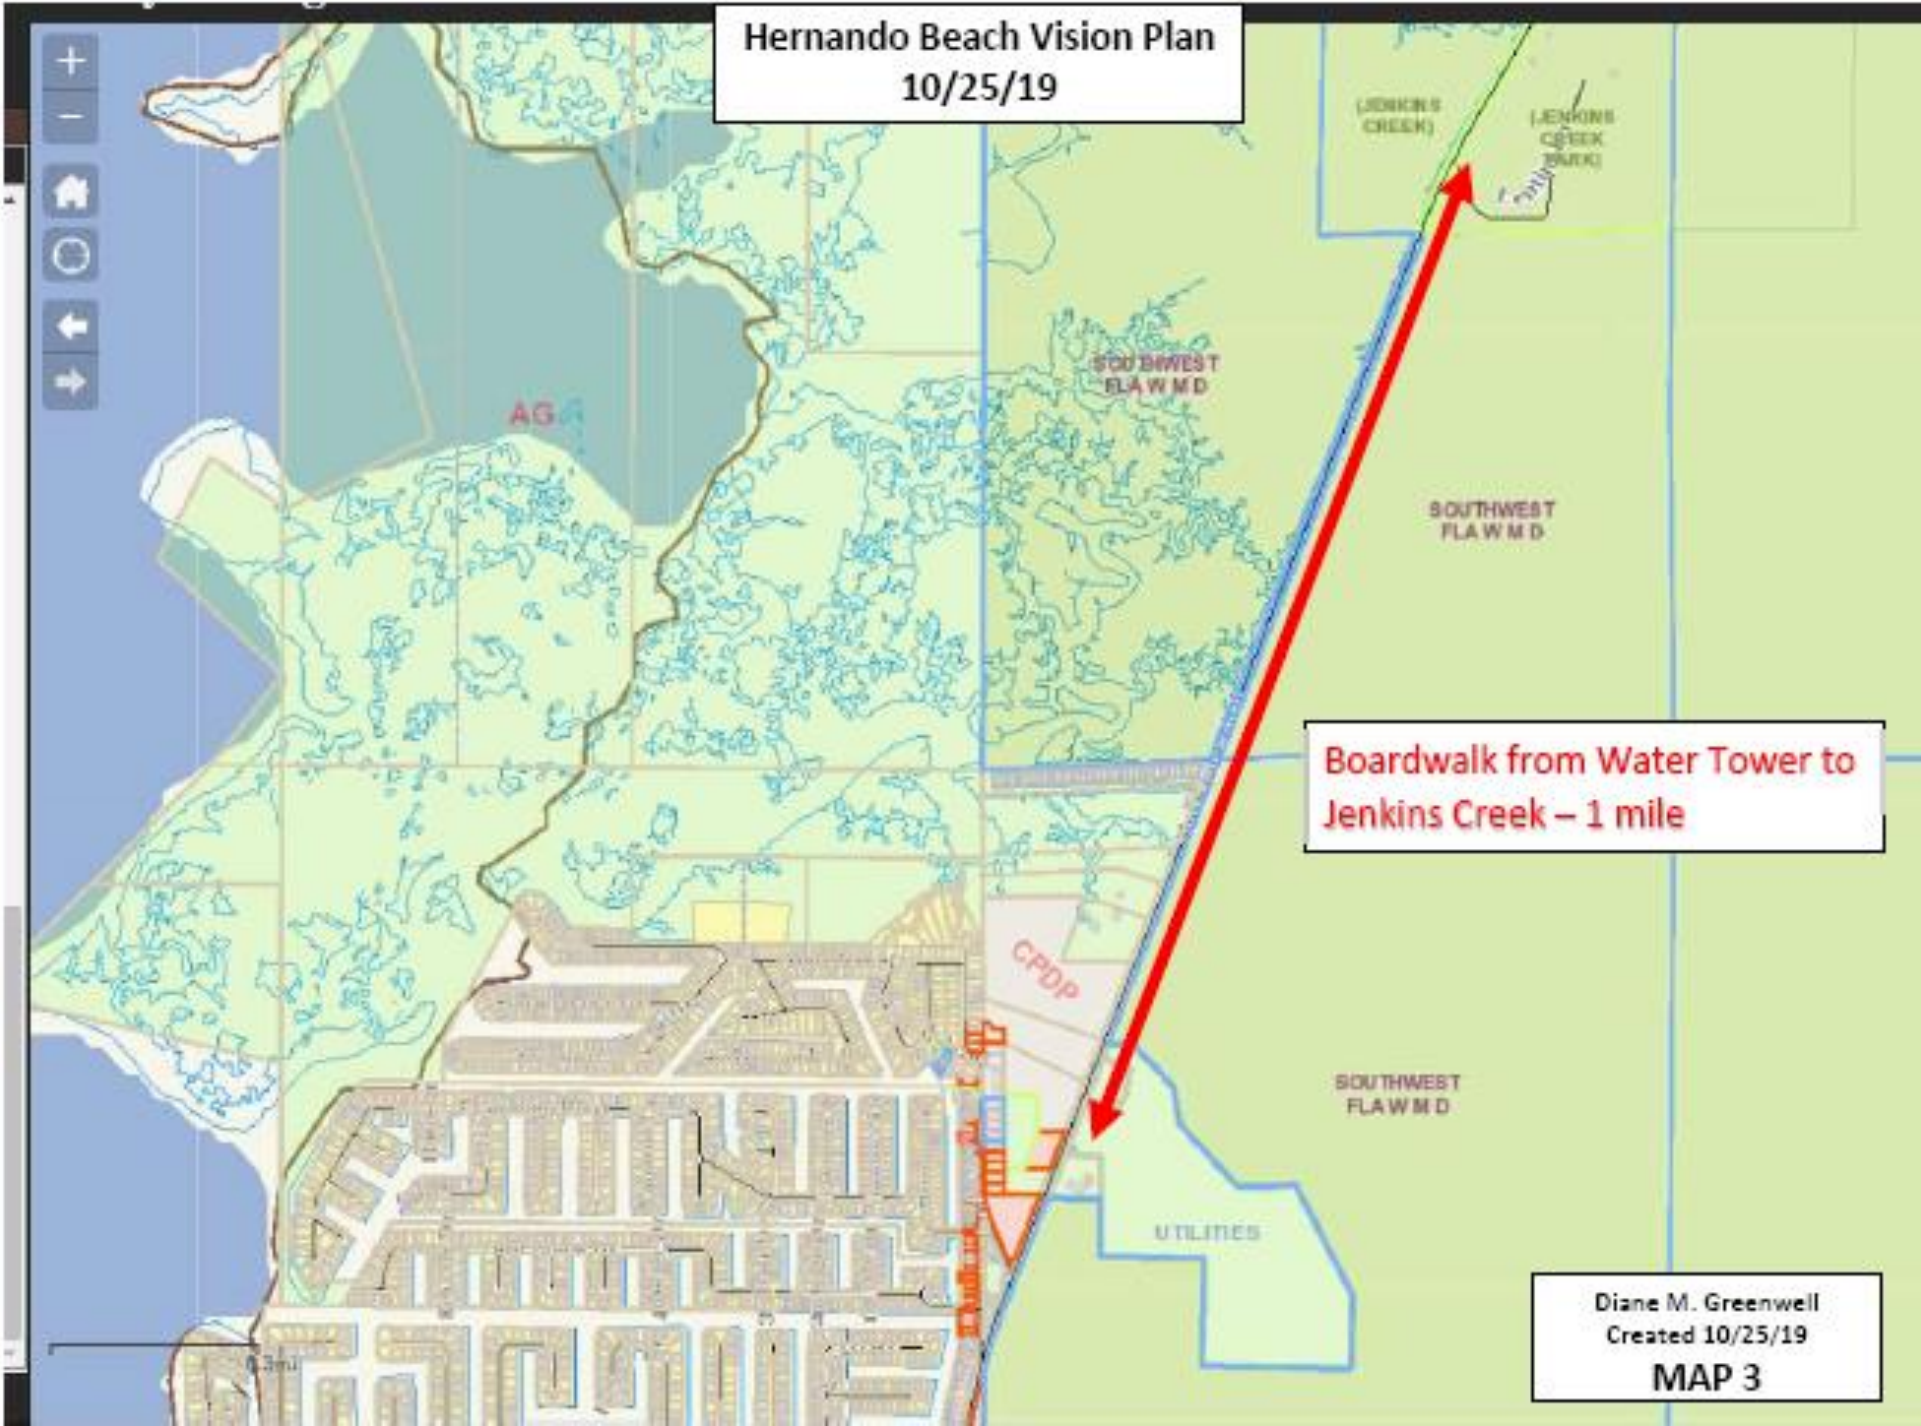 Hernando Beach Vision Plan
10/25/19
(JENKINS
CREEK)
(JENKINS
CREEK
PARK)
SOUTHWEST
FLA W M D
AG
SOUTHWEST
FLA W M D
Boardwalk from Water Tower to
Jenkins Creek – 1 mile
CPDP
SOUTHWEST
FLA W M D
UTILITIES
0.3mi
Diane M. Greenwell
Created 10/25/19
MAP 3